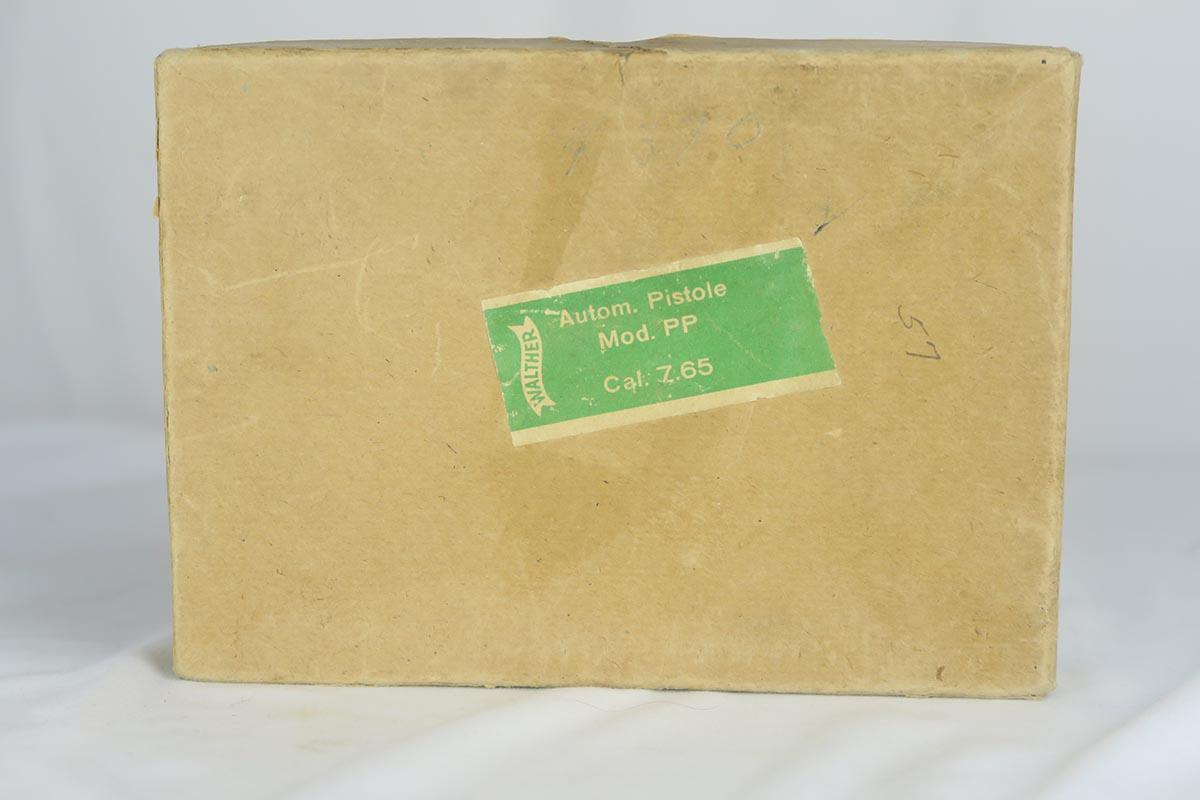 WALTHER
Autom. Pistole
Mod. PP
Cal. 7.65
57